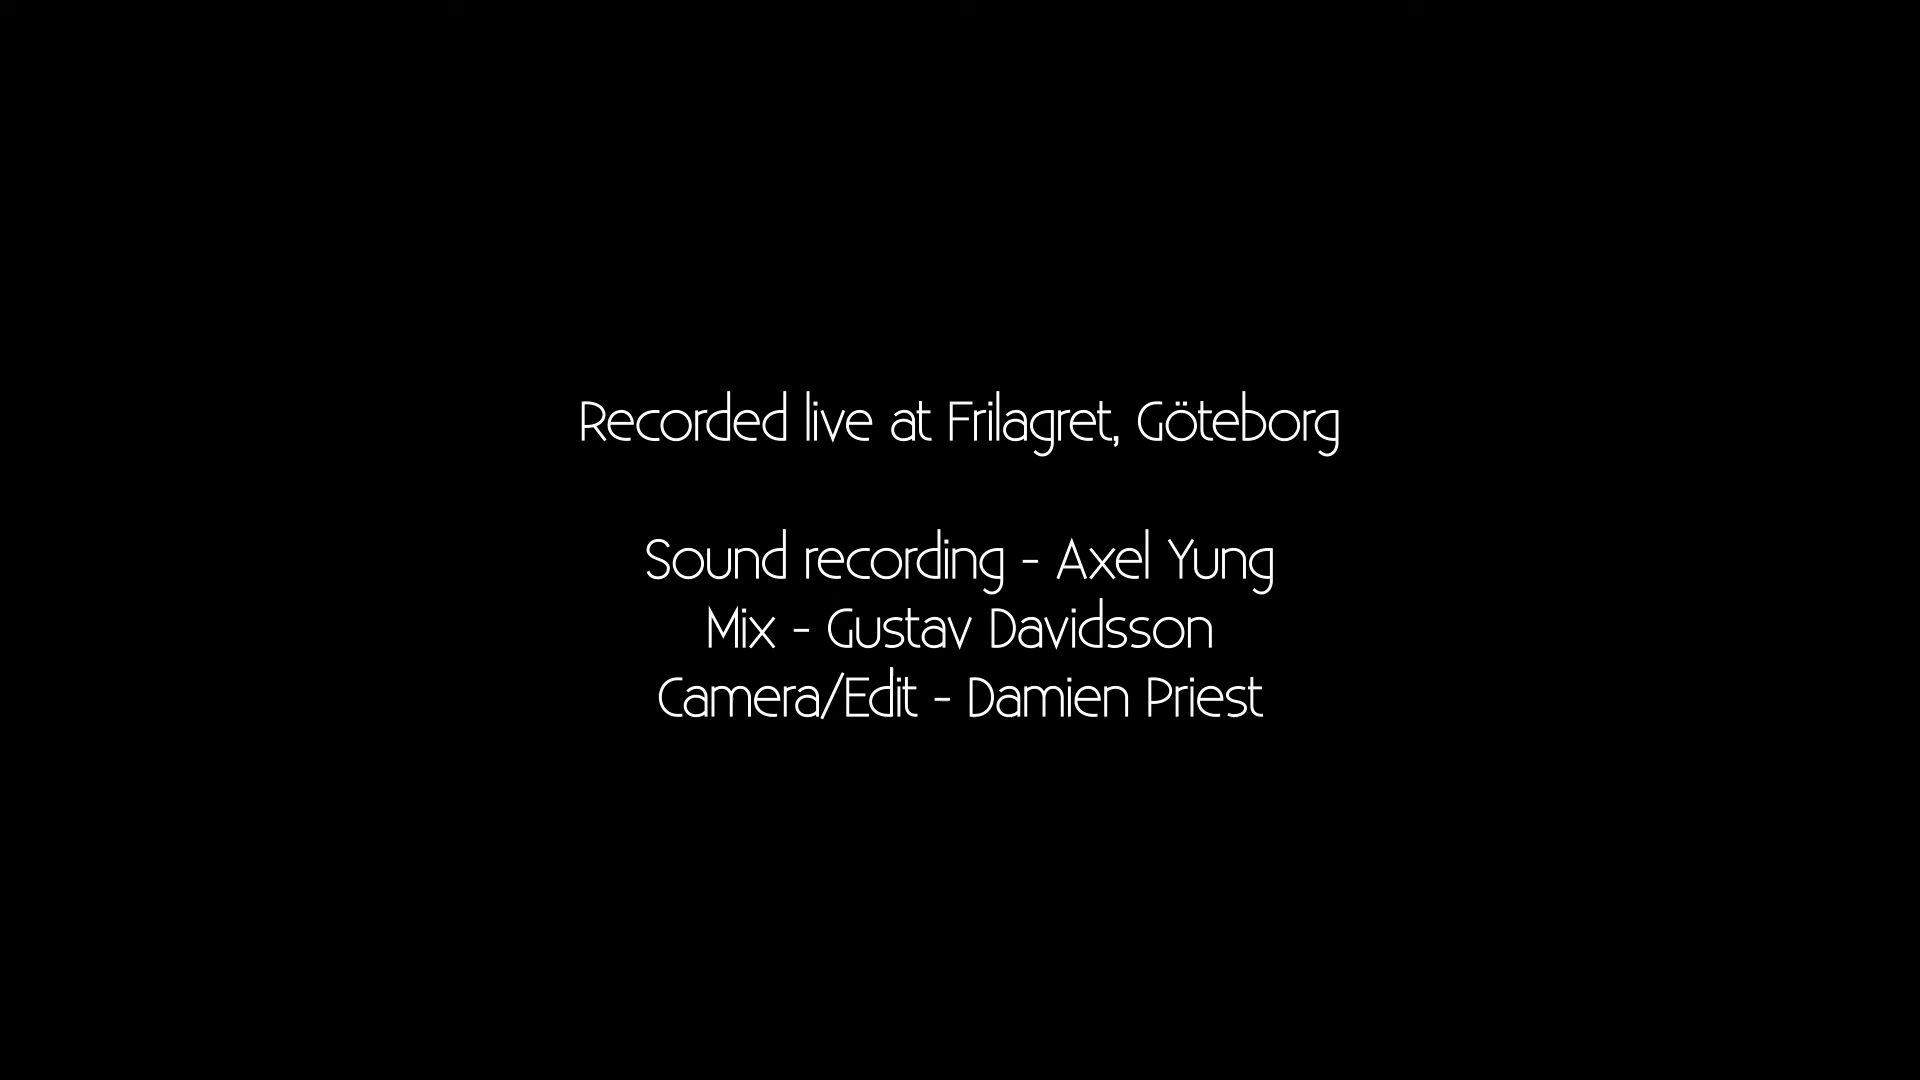 Recorded live at Frilagret, Göteborg
Sound recording - Axel Yung
Mix - Gustav Davidsson
Camera/Edit - Damien Priest